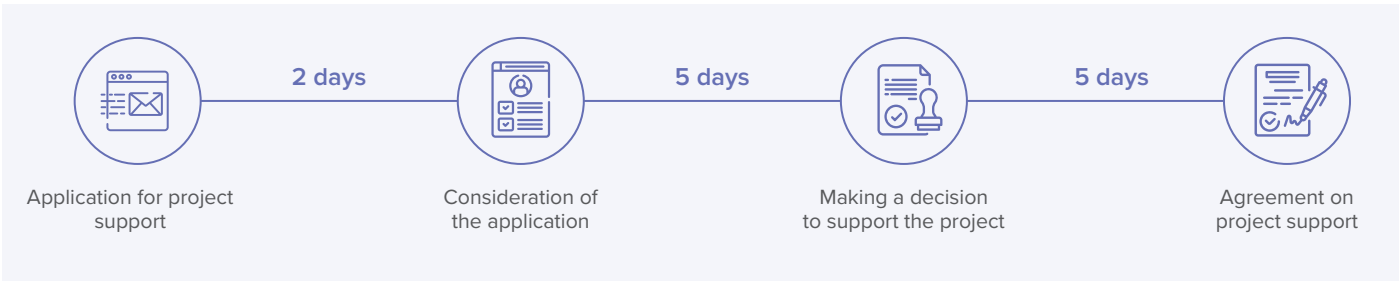 2 days
5 days
5 days
Application for project
support
Consideration of
the application
Making a decision
to support the project
Agreement on
project support